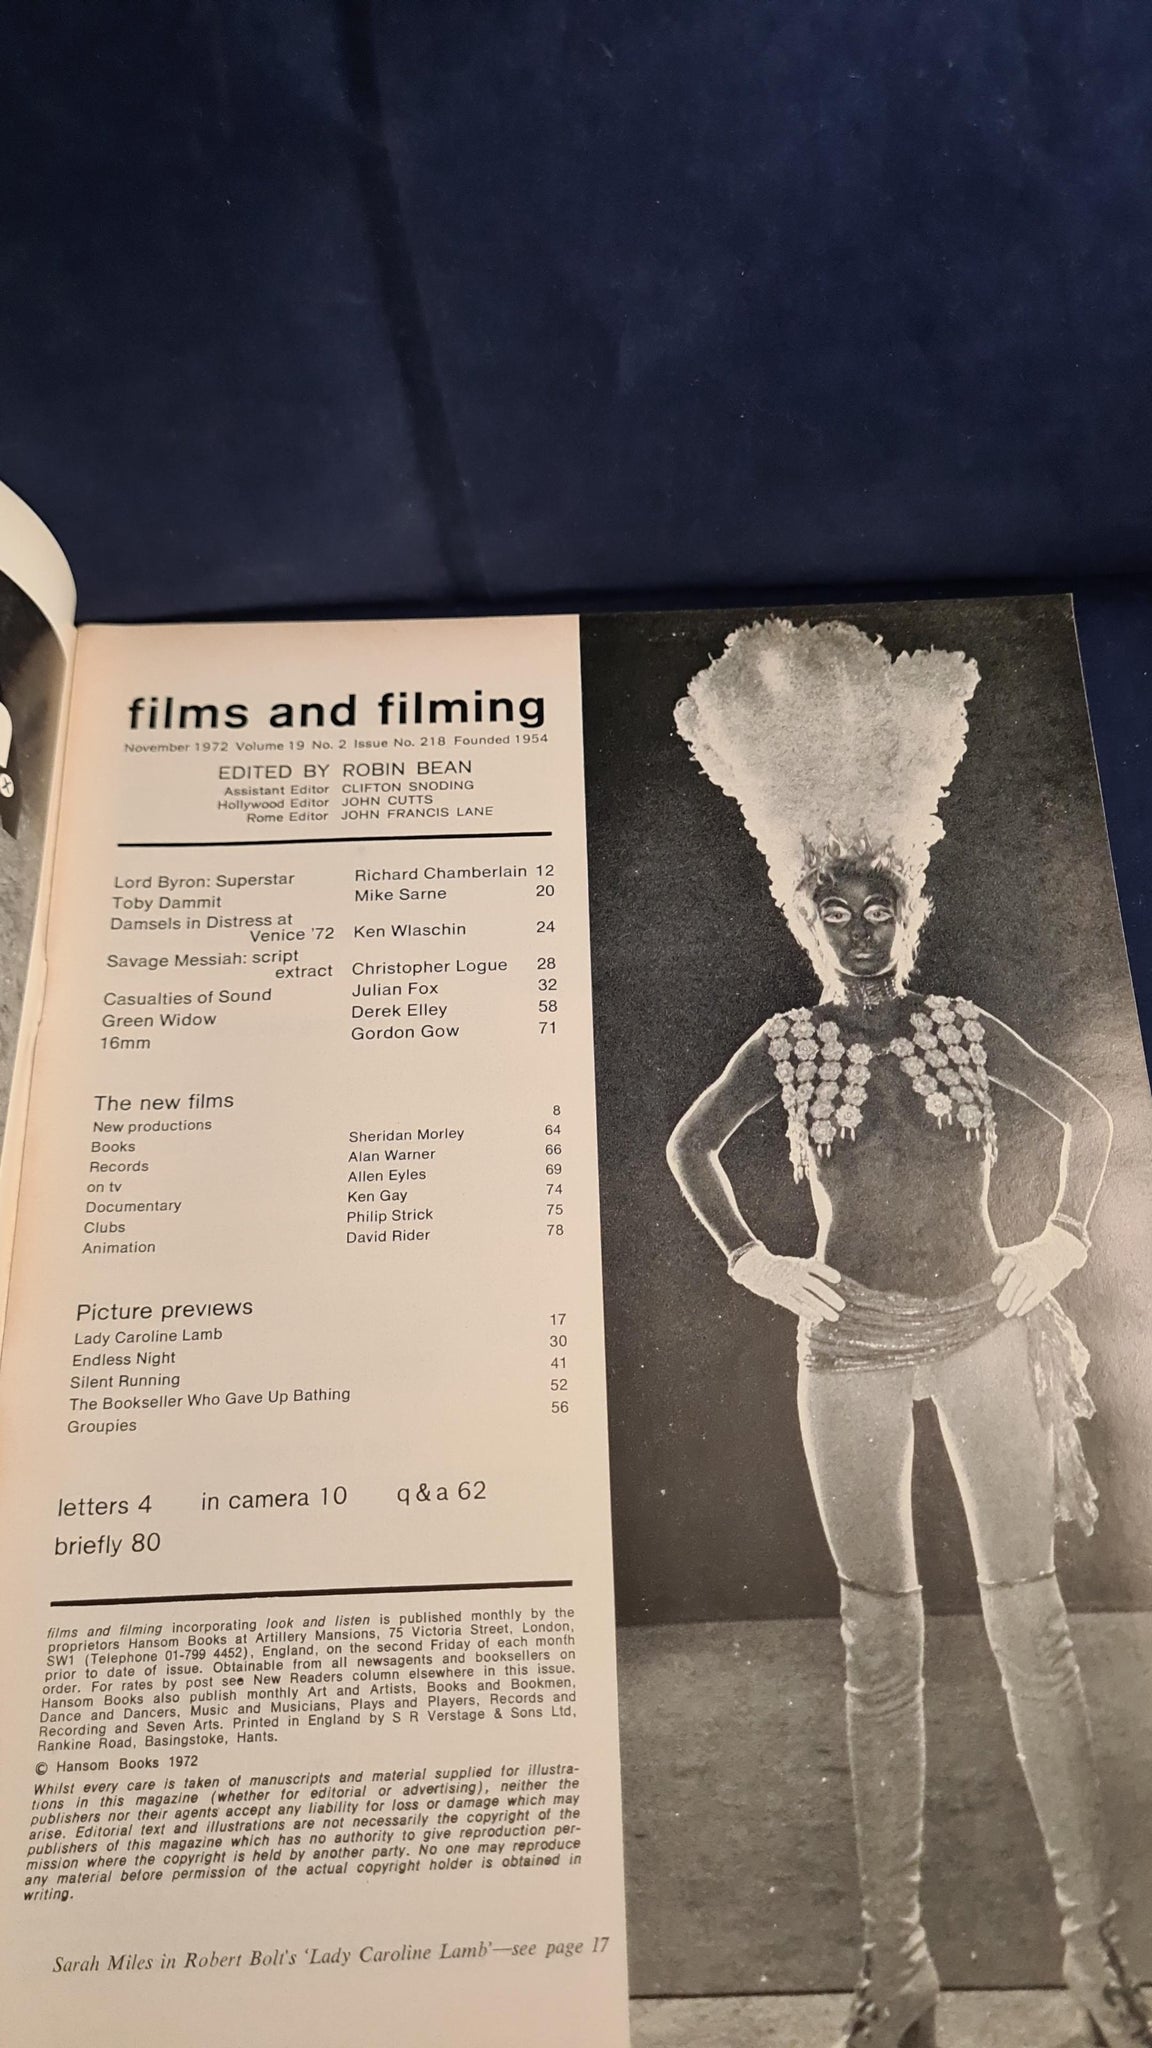 films and filming
November 1972 Volume 19 No. 2 Issue No. 218 Founded 1954
EDITED BY ROBIN BEAN
Assistant Editor CLIFTON SNODING
Hollywood Editor JOHN CUTTS
Rome Editor JOHN FRANCIS LANE
Lord Byron: Superstar Richard Chamberlain 12
Toby Dammit Mike Sarne 20
Damsels in Distress at
Venice '72 Ken Wlaschin 24
Savage Messiah: script
extract Christopher Logue 28
Casualties of Sound Julian Fox 32
Green Widow Derek Elley 58
16mm Gordon Gow 71
The new films
New productions 8
Books Sheridan Morley 64
Records Alan Warner 66
on tv Allen Eyles 69
Documentary Ken Gay 74
Clubs Philip Strick 75
Animation David Rider 78
Picture previews
Lady Caroline Lamb 17
Endless Night 30
Silent Running 41
The Bookseller Who Gave Up Bathing 52
Groupies 56
letters 4 in camera 10 q & a 62
briefly 80
films and filming incorporating look and listen is published monthly by the
proprietors Hansom Books at Artillery Mansions, 75 Victoria Street, London,
SW1 (Telephone 01-799 4452), England, on the second Friday of each month
prior to date of issue. Obtainable from all newsagents and booksellers on
order. For rates by post see New Readers column elsewhere in this issue.
Hansom Books also publish monthly Art and Artists, Books and Bookmen,
Dance and Dancers, Music and Musicians, Plays and Players, Records and
Recording and Seven Arts. Printed in England by S R Verstage & Sons Ltd,
Rankine Road, Basingstoke, Hants.
© Hansom Books 1972
Whilst every care is taken of manuscripts and material supplied for illustra-
tions in this magazine (whether for editorial or advertising), neither the
publishers nor their agents accept any liability for loss or damage which may
arise. Editorial text and illustrations are not necessarily the copyright of the
publishers of this magazine which has no authority to give reproduction per-
mission where the copyright is held by another party. No one may reproduce
any material before permission of the actual copyright holder is obtained in
writing.
Sarah Miles in Robert Bolt's 'Lady Caroline Lamb'—see page 17